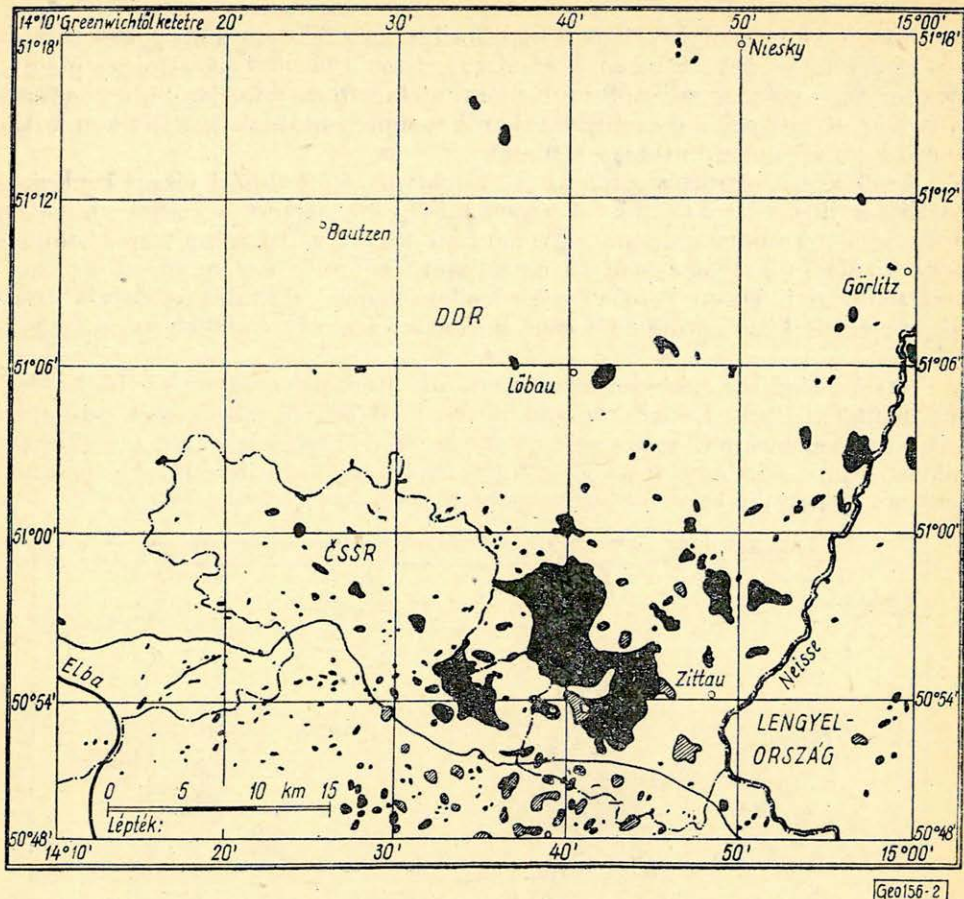 14°10' Greenwichtől keletre 20' 30' 40' 50' 15°00'
51°18' 51°18'
Niesky
51°12' 51°12'
Bautzen
Görlitz
DDR
51°06' 51°06'
Löbau
51°00' 51°00'
ČSSR
Elba
Zittau
Neisse
50°54' 50°54'
LENGYEL-
ORSZÁG
0 5 10 km 15
Lépték:
50°48' 50°48'
14°10' 20' 30' 40' 50' 15°00'
Geo156-2